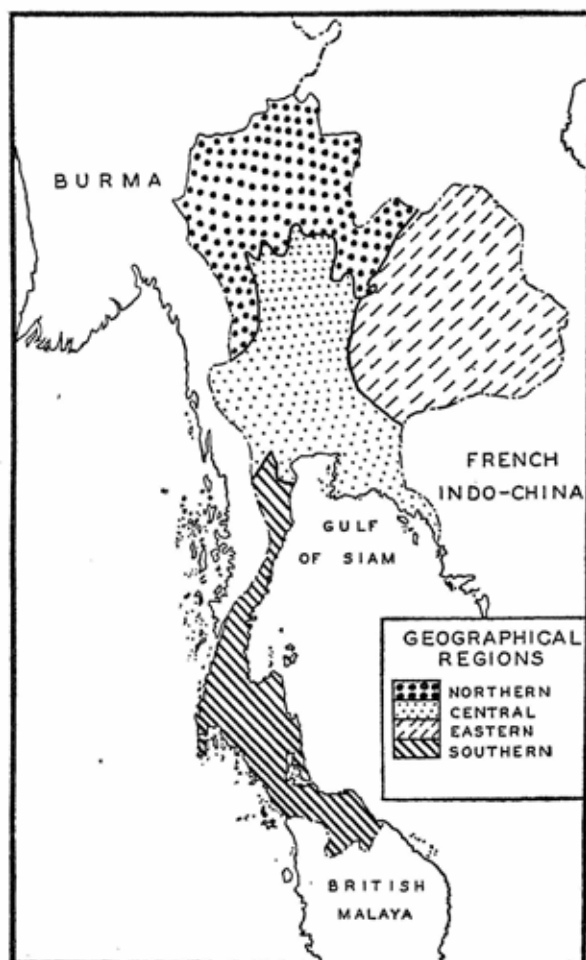 BURMA
FRENCH
INDO-CHINA
GULF
OF SIAM
GEOGRAPHICAL
REGIONS
NORTHERN
CENTRAL
EASTERN
SOUTHERN
BRITISH
MALAYA